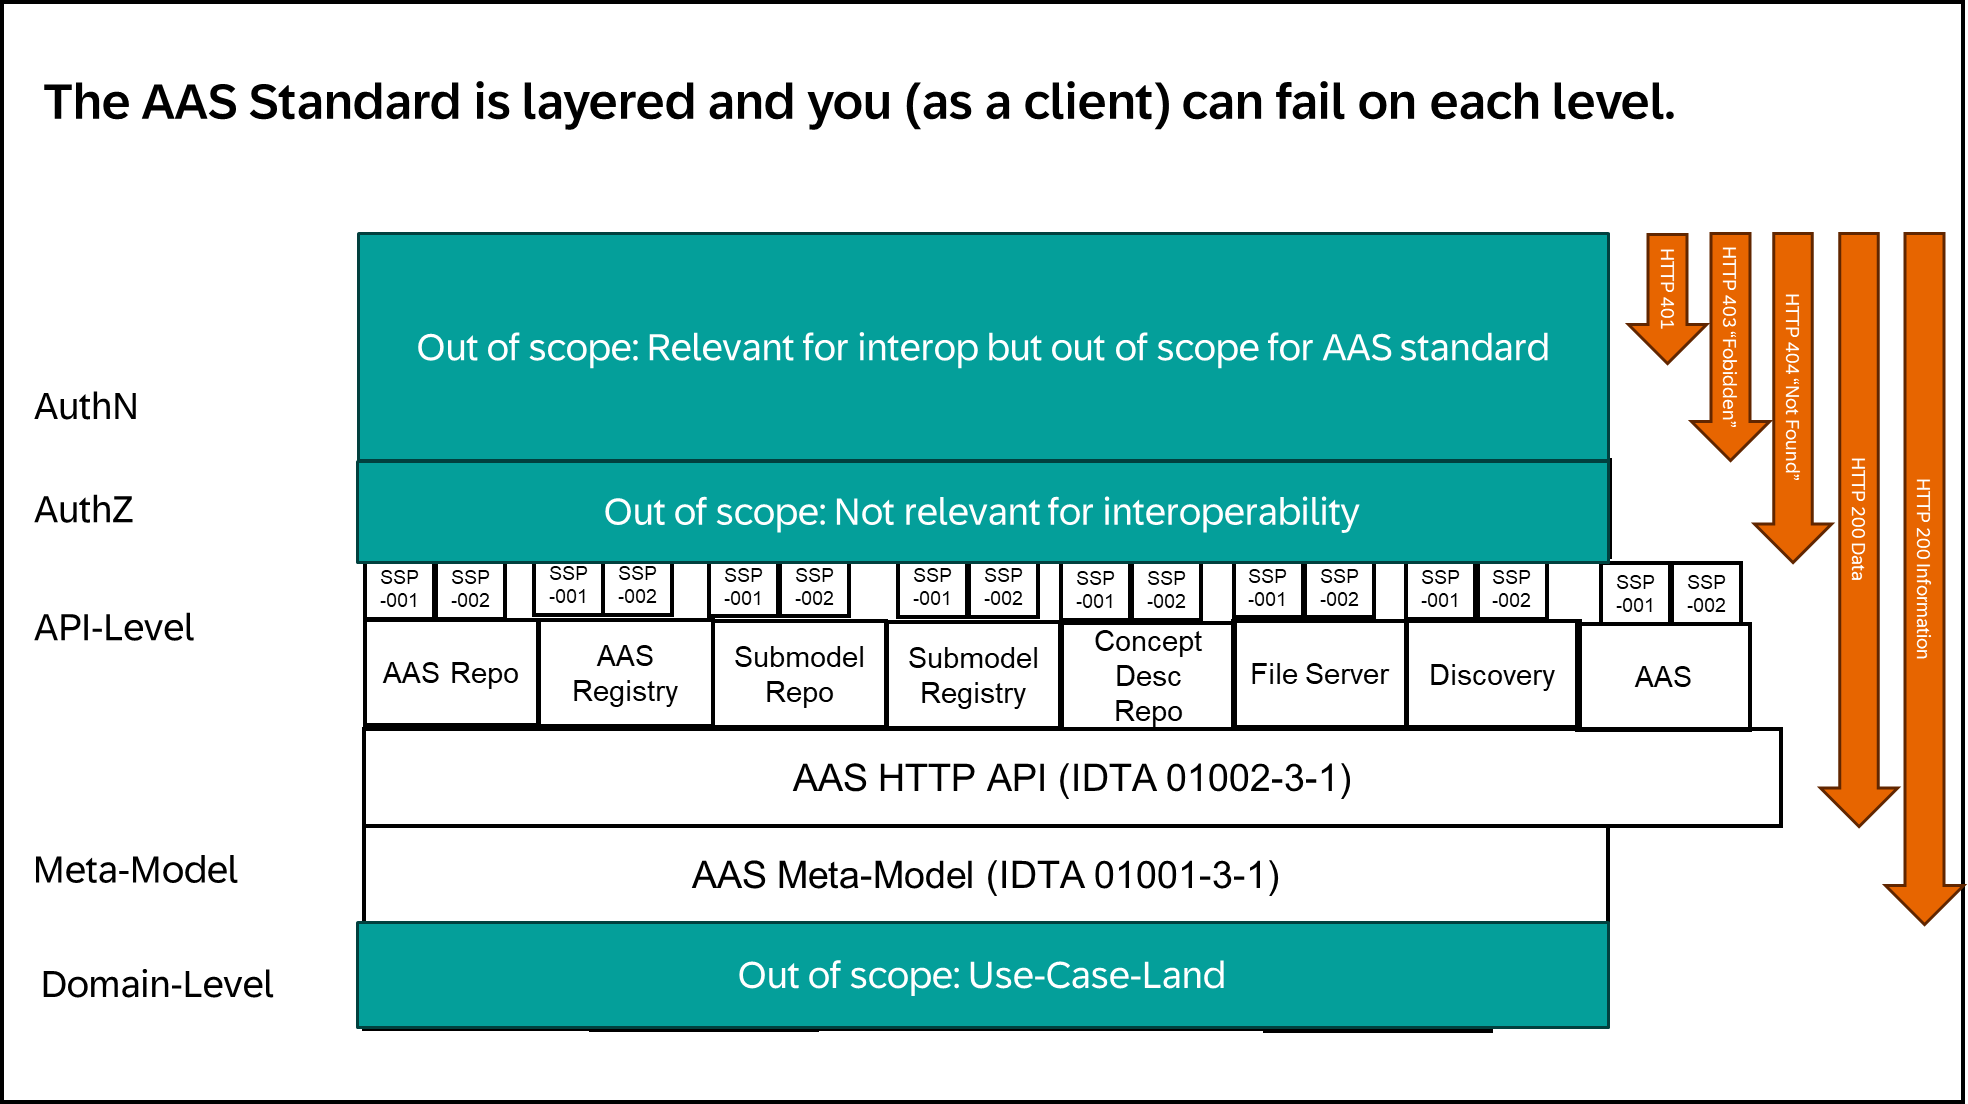 The AAS Standard is layered and you (as a client) can fail on each level.
Out of scope: Relevant for interop but out of scope for AAS standard
AuthN
Out of scope: Not relevant for interoperability
AuthZ
SSP
-001
SSP
-002
SSP
-001
SSP
-002
SSP
-001
SSP
-002
SSP
-001
SSP
-002
SSP
-001
SSP
-002
SSP
-001
SSP
-002
SSP
-001
SSP
-002
SSP
-001
SSP
-002
API-Level
AAS Repo
AAS
Registry
Submodel
Repo
Submodel
Registry
Concept
Desc
Repo
File Server
Discovery
AAS
AAS HTTP API (IDTA 01002-3-1)
Meta-Model
AAS Meta-Model (IDTA 01001-3-1)
Domain-Level
Out of scope: Use-Case-Land
HTTP 401
HTTP 403 “Fobidden”
HTTP 404 “Not Found”
HTTP 200 Data
HTTP 200 Information